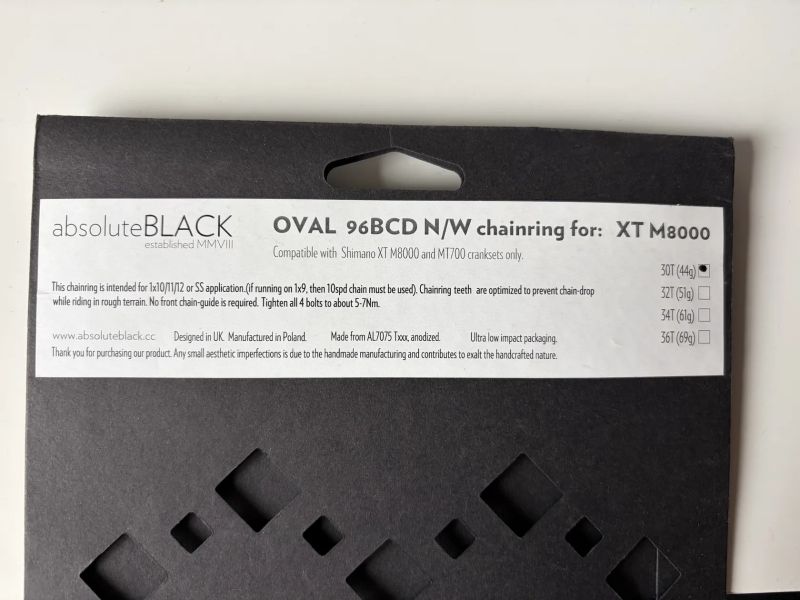 absoluteBLACK
established MMVIII
OVAL 96BCD N/W chainring for: XT M8000
Compatible with Shimano XT M8000 and MT700 cranksets only.
30T (44g)
32T (51g)
34T (61g)
36T (69g)
This chainring is intended for 1x10/11/12 or SS application.(if running on 1x9, then 10spd chain must be used). Chainring teeth are optimized to prevent chain-drop
while riding in rough terrain. No front chain-guide is required. Tighten all 4 bolts to about 5-7Nm.
www.absoluteblack.cc Designed in UK. Manufactured in Poland. Made from AL7075 Txxx, anodized. Ultra low impact packaging.
Thank you for purchasing our product. Any small aesthetic imperfections is due to the handmade manufacturing and contributes to exalt the handcrafted nature.